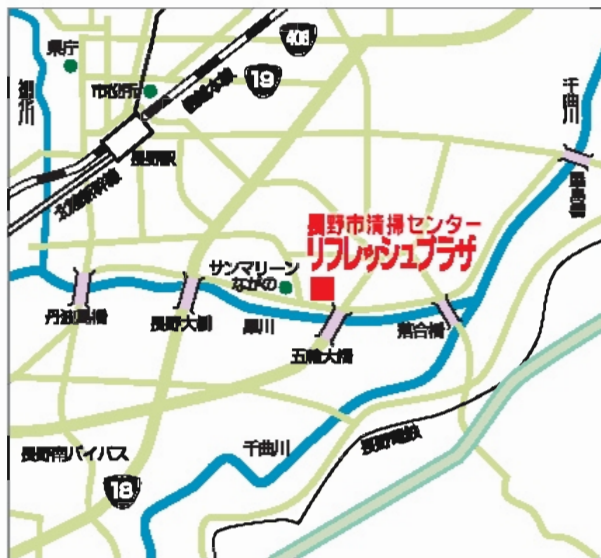 県庁
市役所
406
19
千曲川
長野駅
長野市清掃センター
リフレッシュプラザ
サンマリーン
ながの
丹波島橋
長野大橋
犀川
五輪大橋
落合橋
長野南バイパス
18
千曲川
長野電鉄